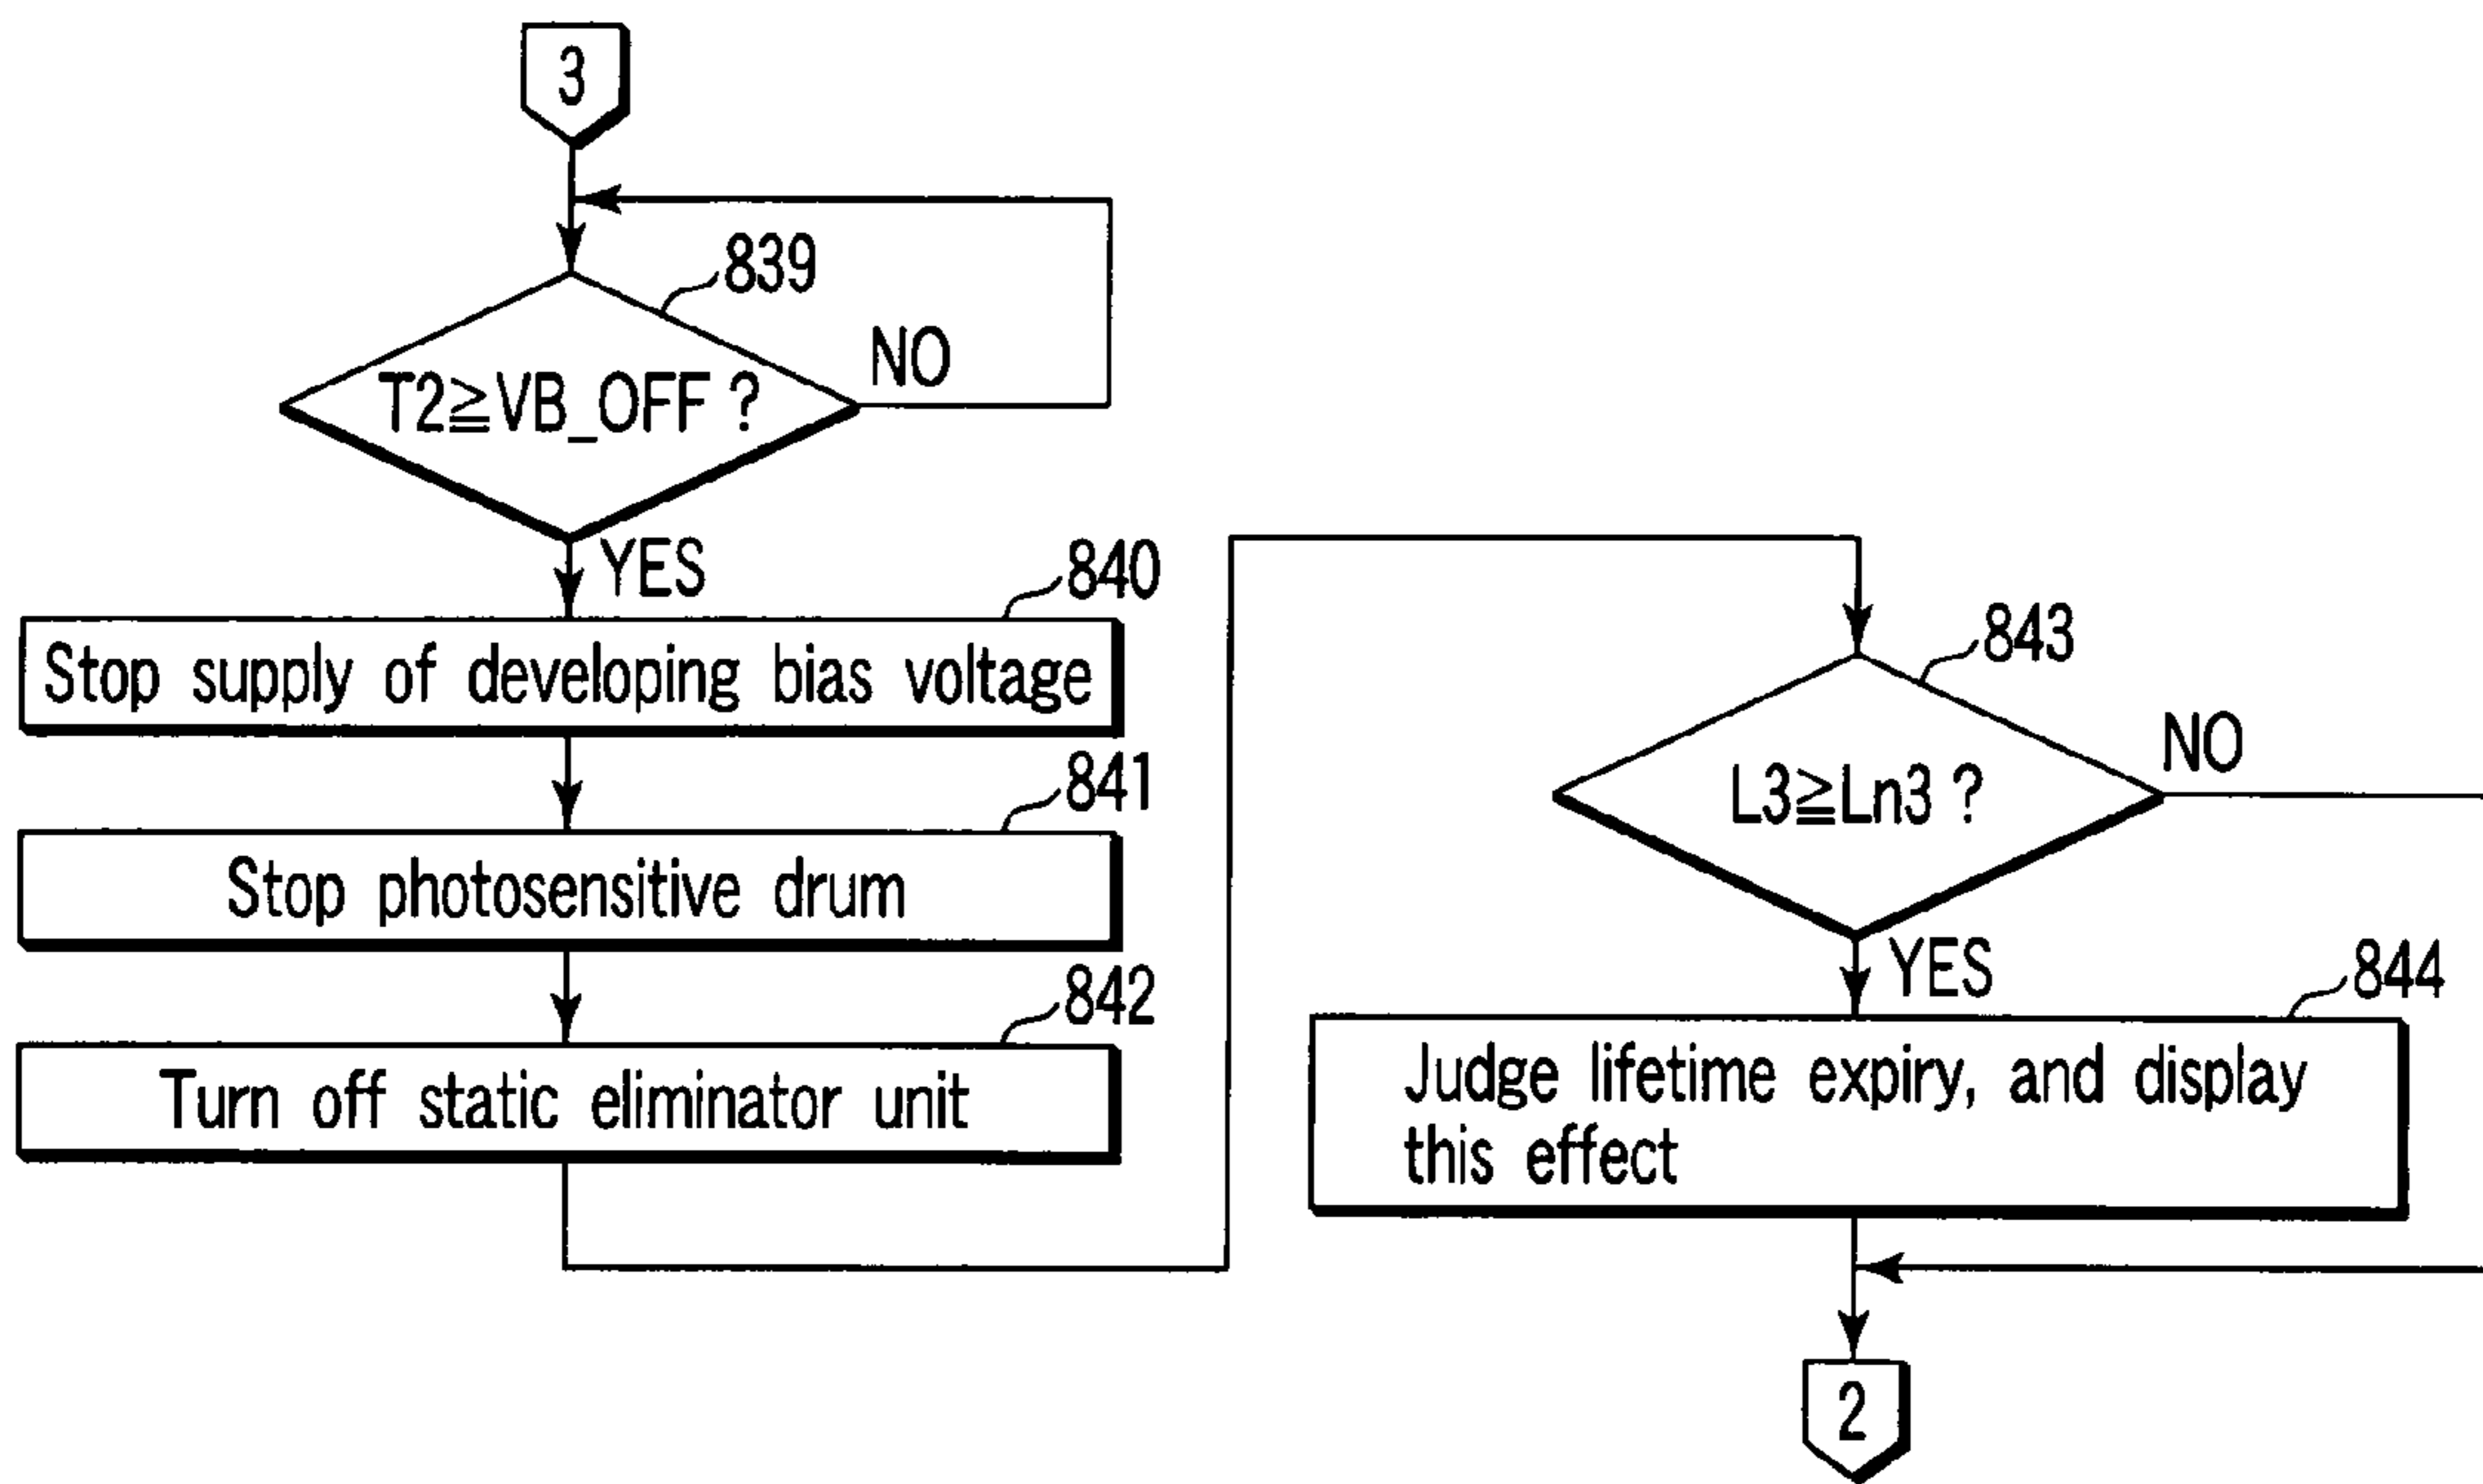 3
839
T2≧VB_OFF ?
NO
YES
840
Stop supply of developing bias voltage
841
Stop photosensitive drum
842
Turn off static eliminator unit
843
L3≧Ln3 ?
NO
YES
844
Judge lifetime expiry, and display
this effect
2